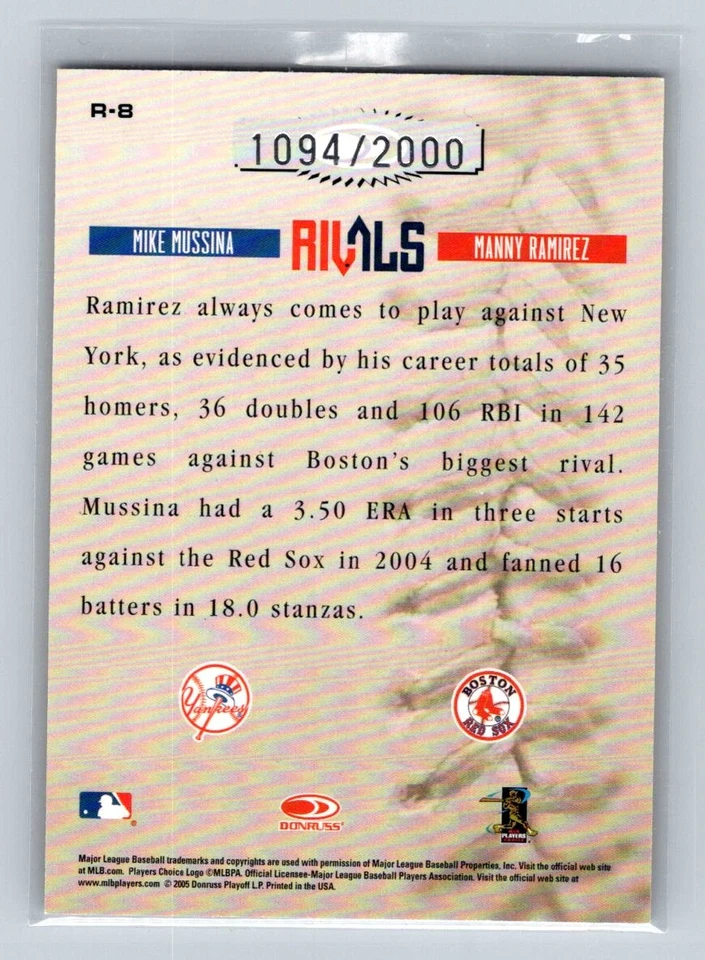 R-8
1094/2000
MIKE MUSSINA RIVALS MANNY RAMIREZ
Ramirez always comes to play against New
York, as evidenced by his career totals of 35
homers, 36 doubles and 106 RBI in 142
games against Boston's biggest rival.
Mussina had a 3.50 ERA in three starts
against the Red Sox in 2004 and fanned 16
batters in 18.0 stanzas.
Yankees BOSTON
RED SOX
DONRUSS
PLAYERS
Major League Baseball trademarks and copyrights are used with permission of Major League Baseball Properties, Inc. Visit the official web site
at MLB.com. Players Choice Logo ©MLBPA. Official Licensee-Major League Baseball Players Association. Visit the official site at
www.mlbplayers.com © 2005 Donruss Playoff L.P. Printed in the USA.